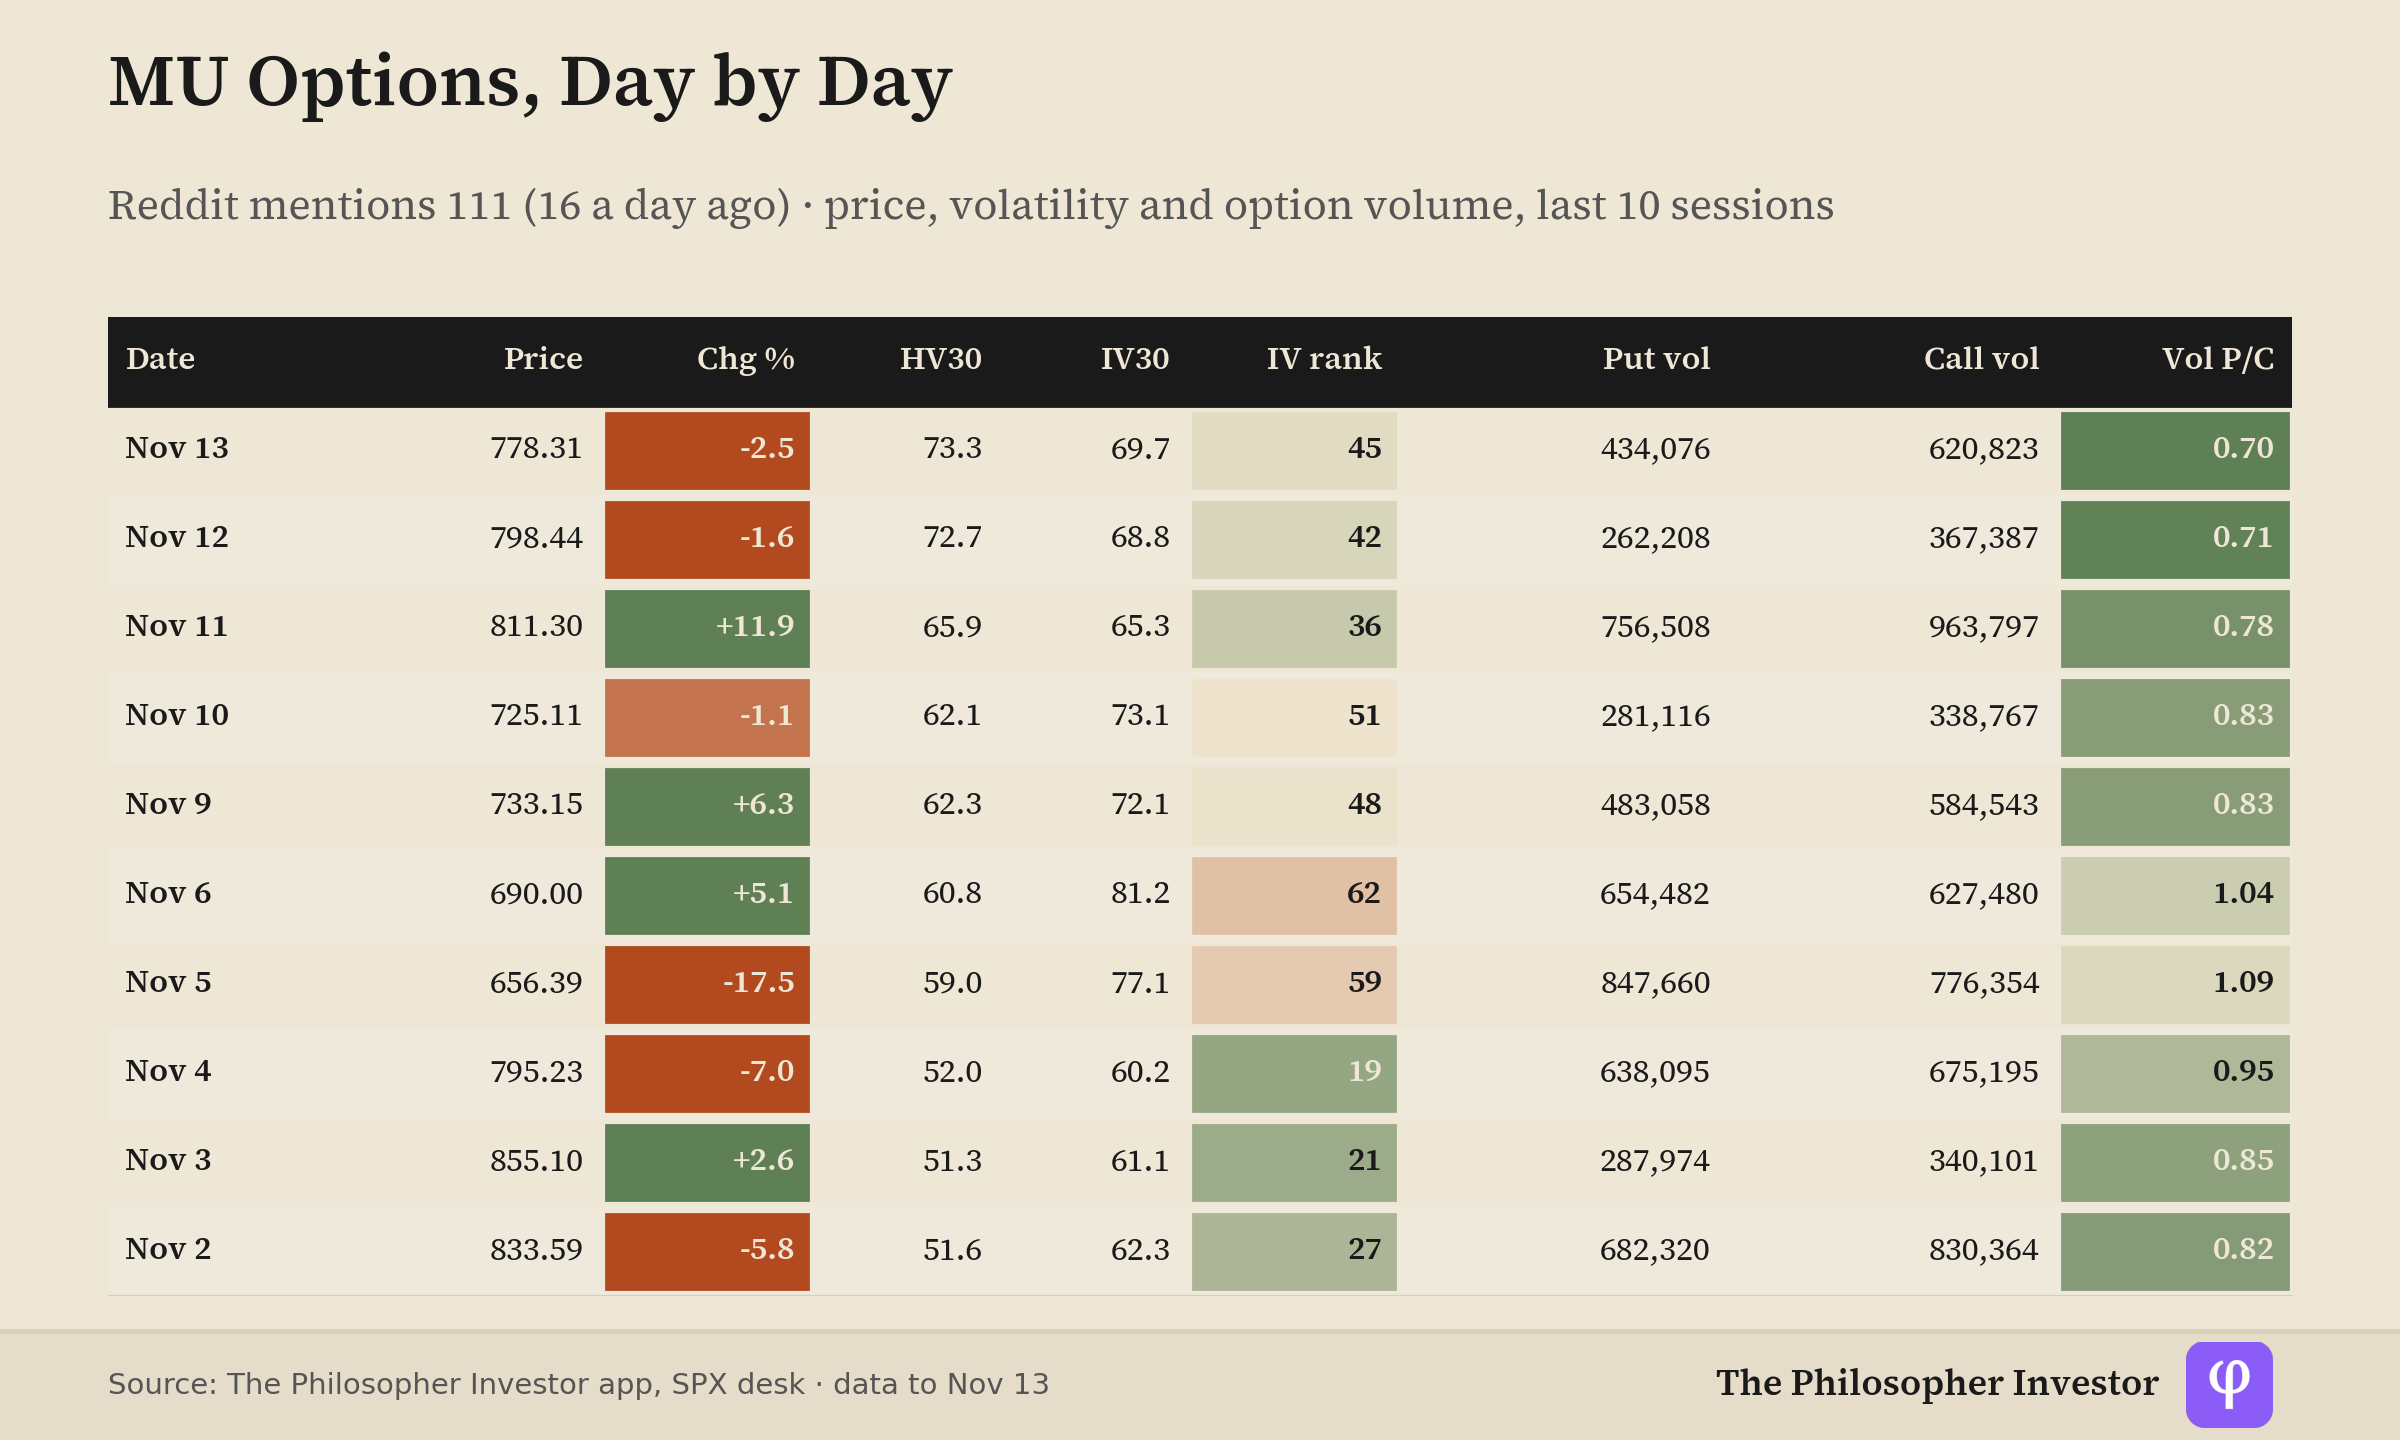 MU Options, Day by Day
Reddit mentions 111 (16 a day ago) · price, volatility and option volume, last 10 sessions
Date Price Chg % HV30 IV30 IV rank Put vol Call vol Vol P/C
Nov 13 778.31 -2.5 73.3 69.7 45 434,076 620,823 0.70
Nov 12 798.44 -1.6 72.7 68.8 42 262,208 367,387 0.71
Nov 11 811.30 +11.9 65.9 65.3 36 756,508 963,797 0.78
Nov 10 725.11 -1.1 62.1 73.1 51 281,116 338,767 0.83
Nov 9 733.15 +6.3 62.3 72.1 48 483,058 584,543 0.83
Nov 6 690.00 +5.1 60.8 81.2 62 654,482 627,480 1.04
Nov 5 656.39 -17.5 59.0 77.1 59 847,660 776,354 1.09
Nov 4 795.23 -7.0 52.0 60.2 19 638,095 675,195 0.95
Nov 3 855.10 +2.6 51.3 61.1 21 287,974 340,101 0.85
Nov 2 833.59 -5.8 51.6 62.3 27 682,320 830,364 0.82
Source: The Philosopher Investor app, SPX desk · data to Nov 13
The Philosopher Investor φ